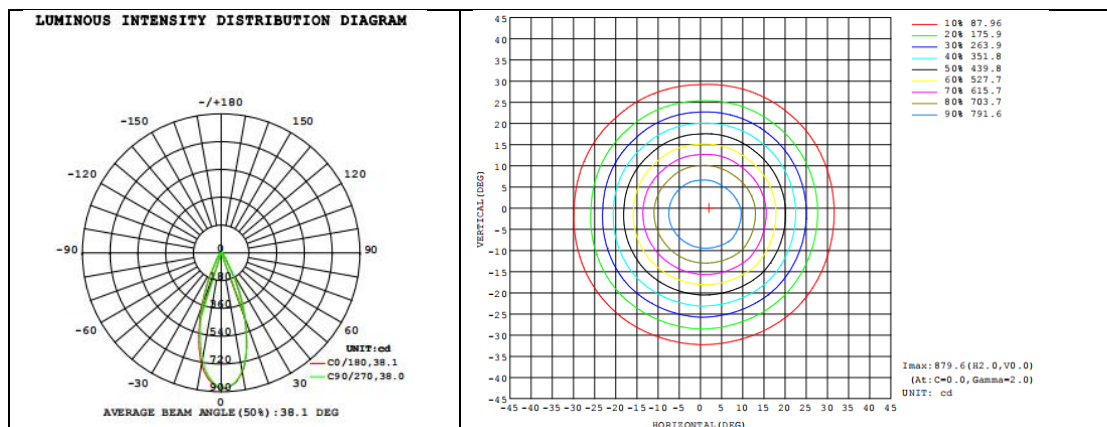 LUMINOUS INTENSITY DISTRIBUTION DIAGRAM
-/+180
-150 150
-120 120
-90 0 90
180
360
-60 540 60
UNIT:cd
720 C0/180,38.1
-30 30 C90/270,38.0
900
0
AVERAGE BEAM ANGLE(50%):38.1 DEG
45
40
35
30
25
20
15
10
5
0
-5
-10
-15
-20
-25
-30
-35
-40
-45
VERTICAL(DEG)
-45 -40 -35 -30 -25 -20 -15 -10 -5 0 5 10 15 20 25 30 35 40 45
HORIZONTAL(DEG)
10% 87.96
20% 175.9
30% 263.9
40% 351.8
50% 439.8
60% 527.7
70% 615.7
80% 703.7
90% 791.6
Imax:879.6(H2.0,V0.0)
(At:C=0.0,Gamma=2.0)
UNIT: cd